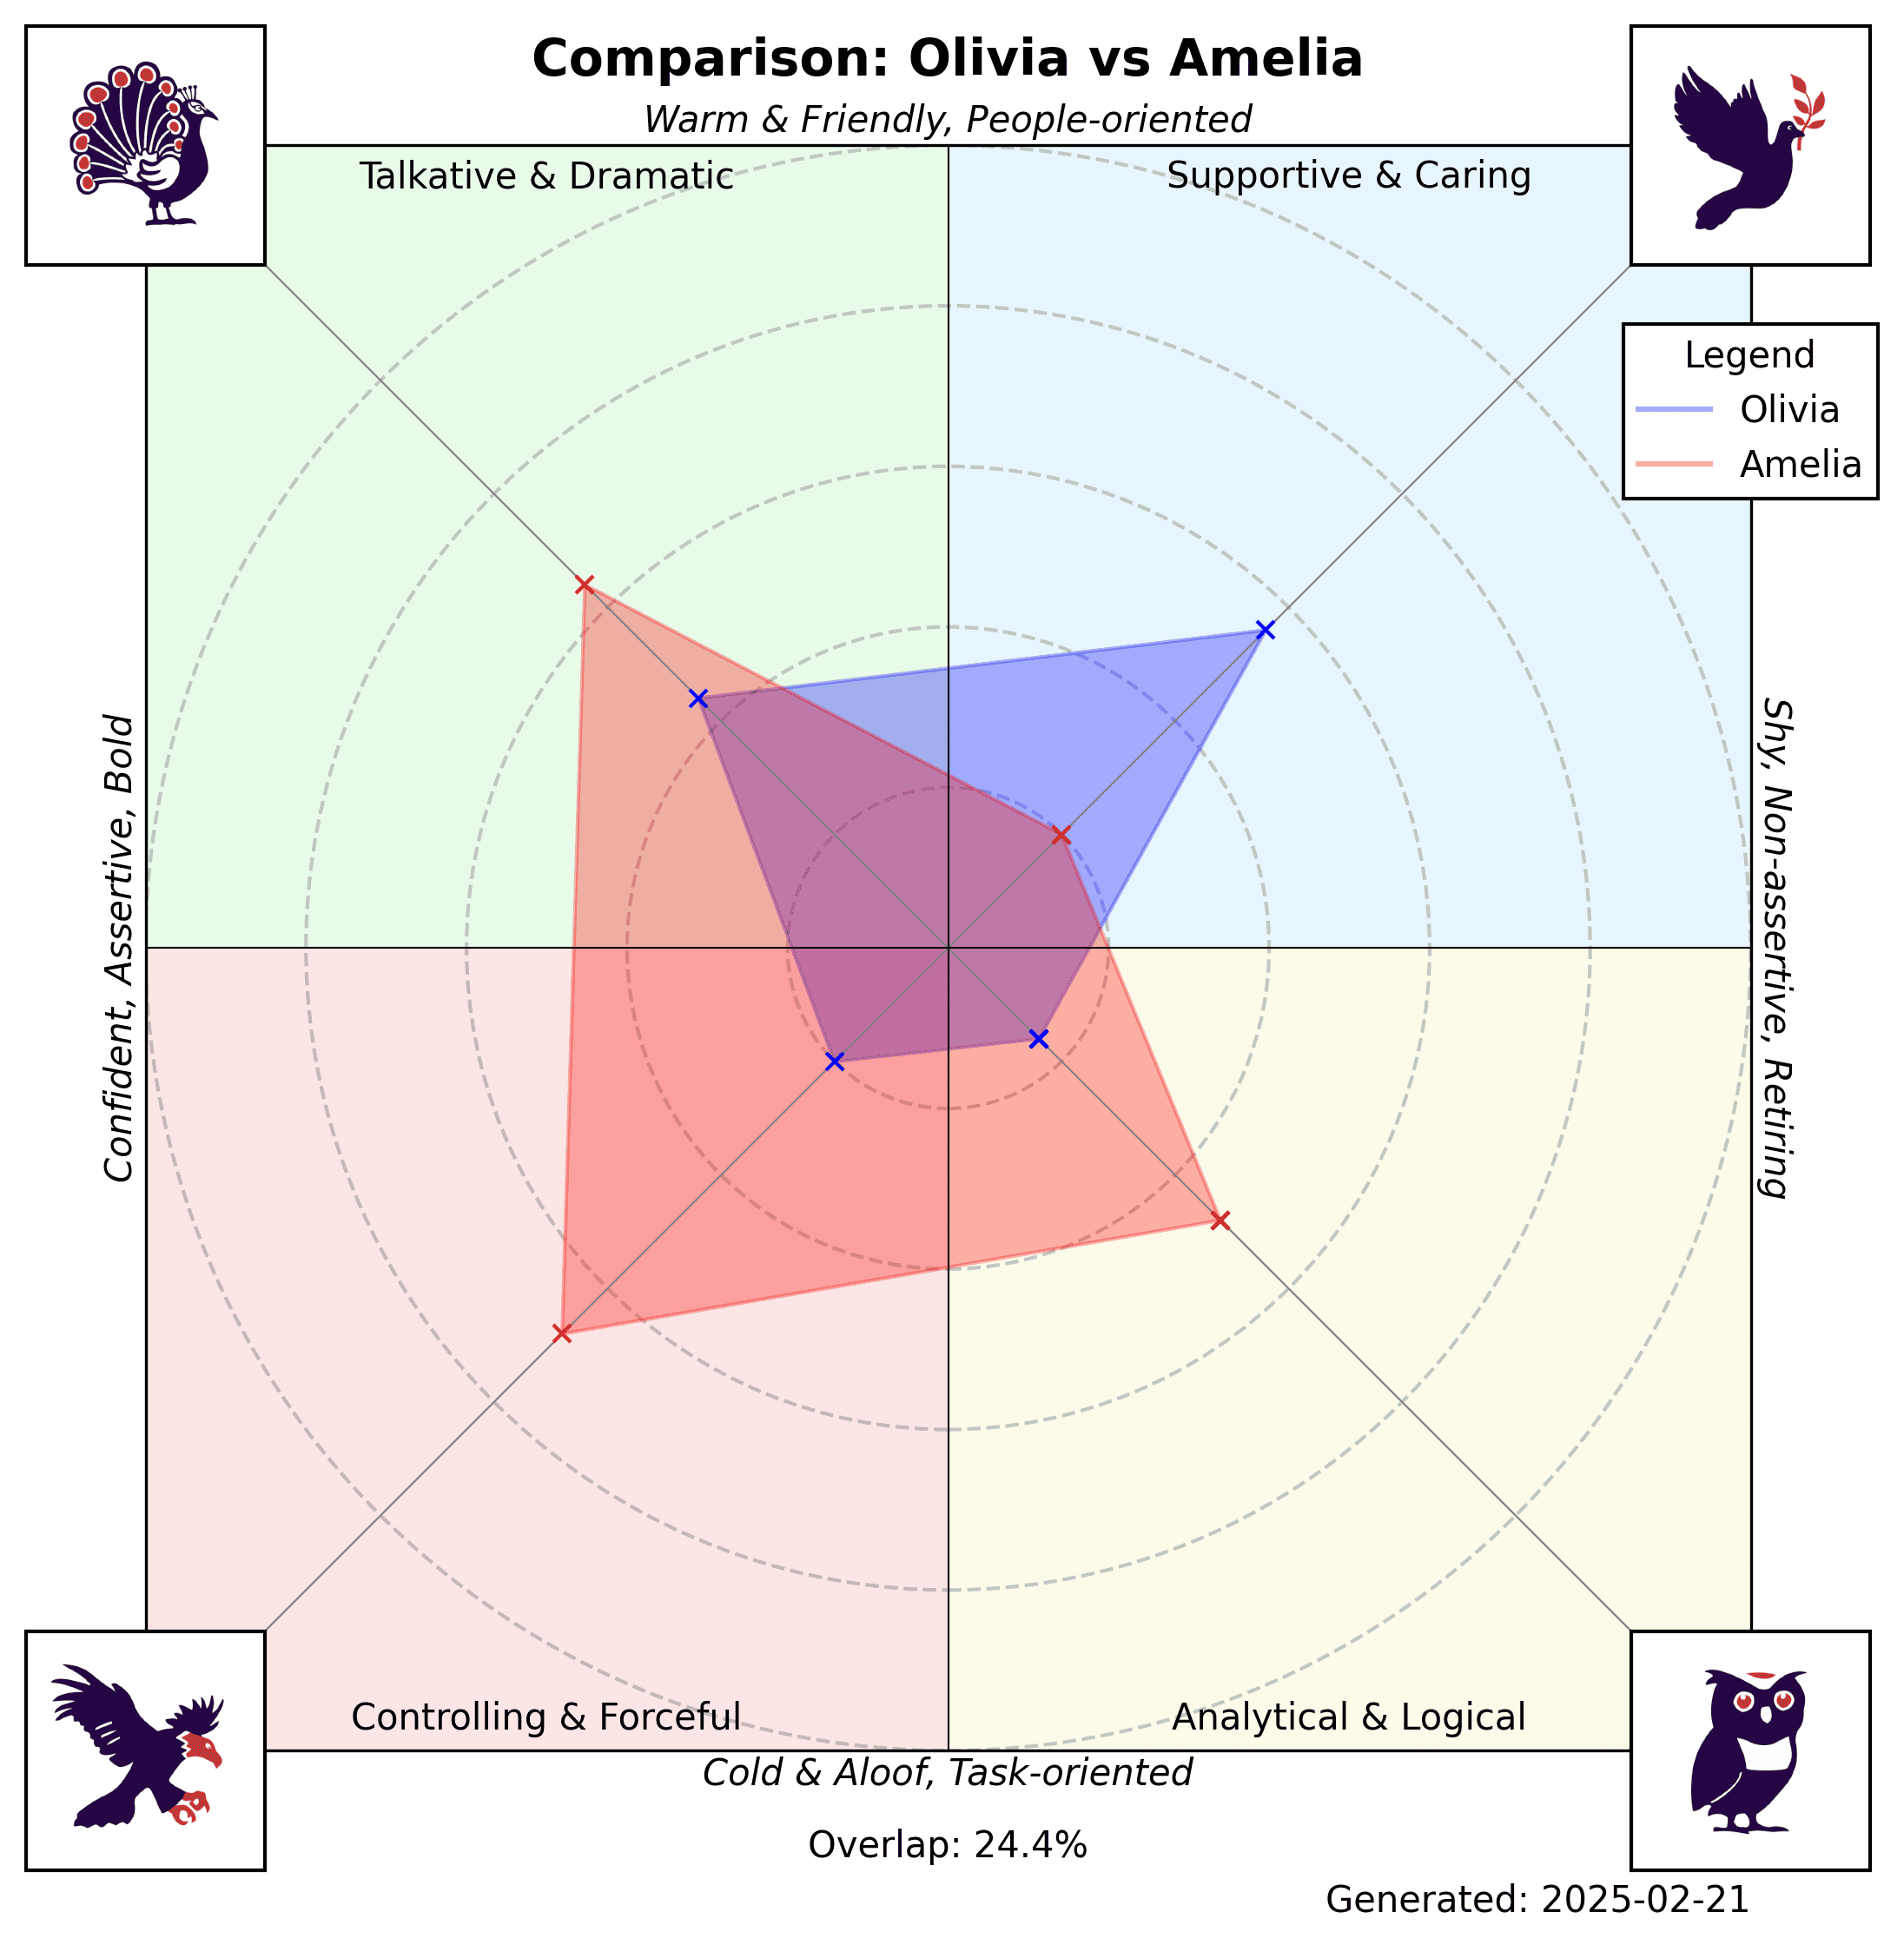 Comparison: Olivia vs Amelia
Warm & Friendly, People-oriented
Talkative & Dramatic
Supportive & Caring
Legend
Olivia
Amelia
Confident, Assertive, Bold
Shy, Non-assertive, Retiring
Controlling & Forceful
Analytical & Logical
Cold & Aloof, Task-oriented
Overlap: 24.4%
Generated: 2025-02-21